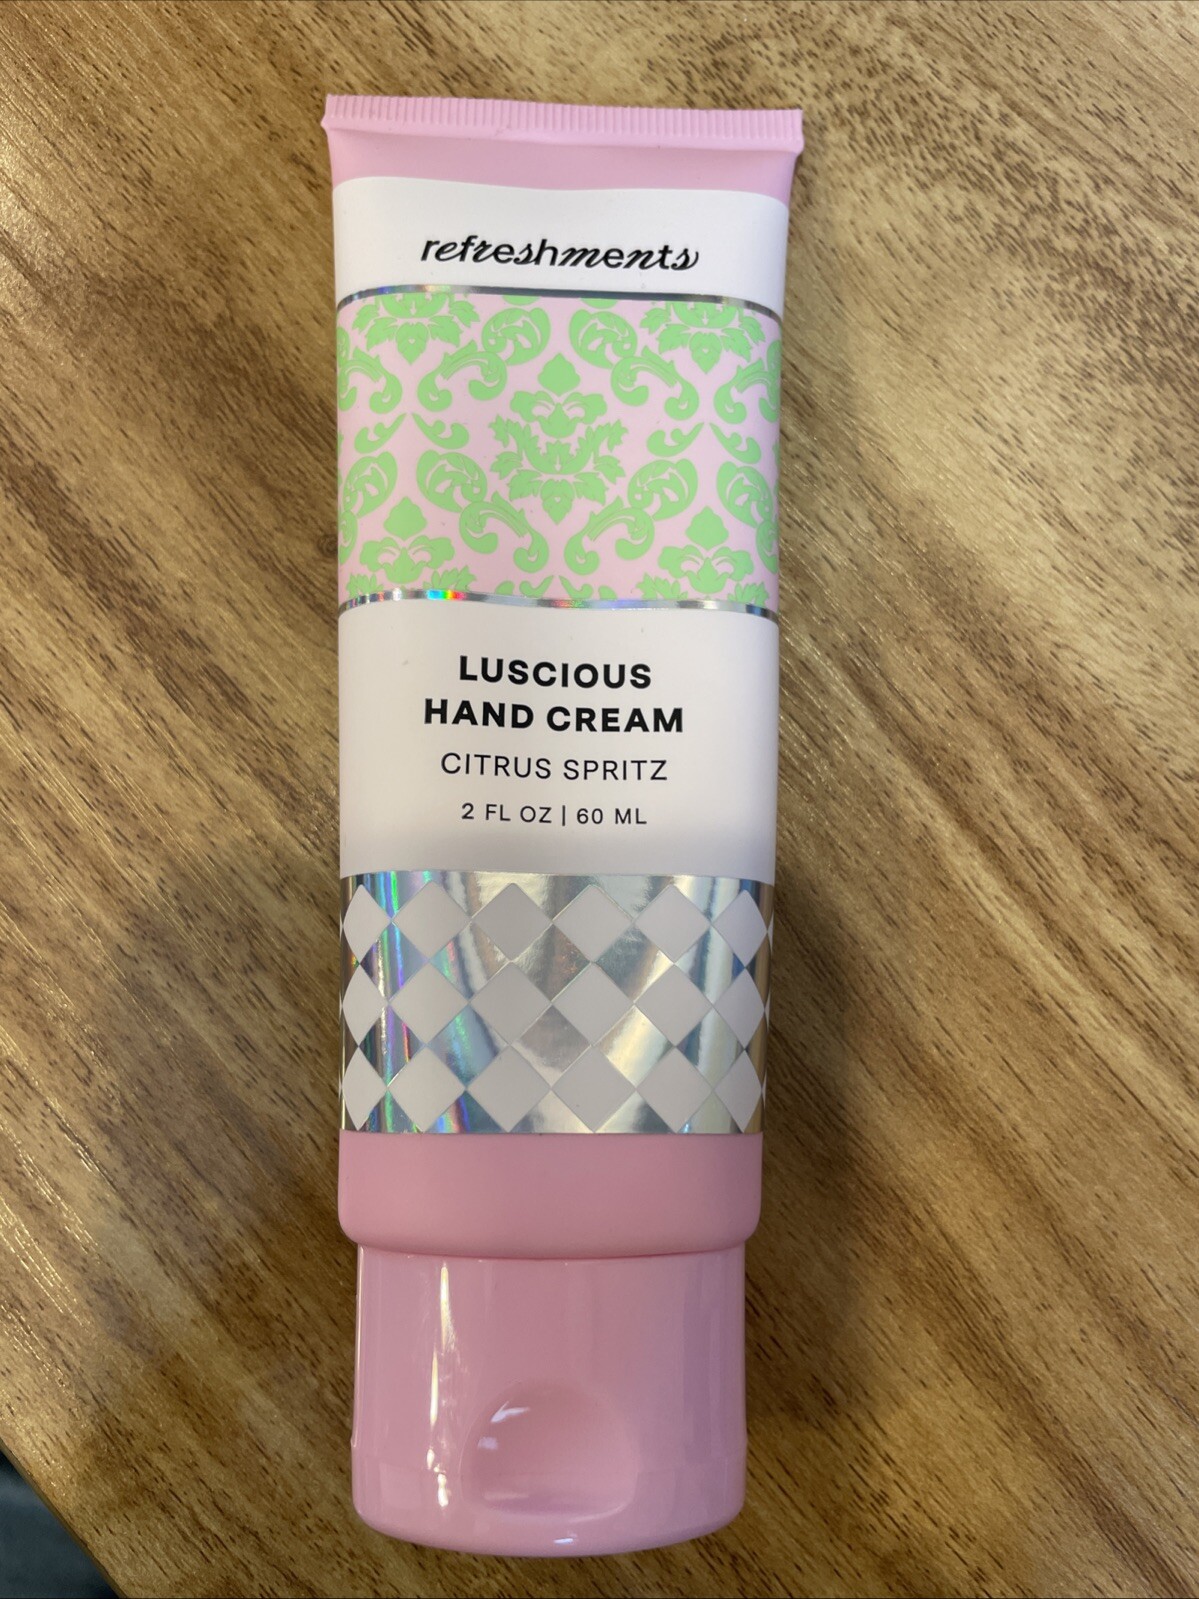 refreshments
LUSCIOUS
HAND CREAM
CITRUS SPRITZ
2 FL OZ | 60 ML